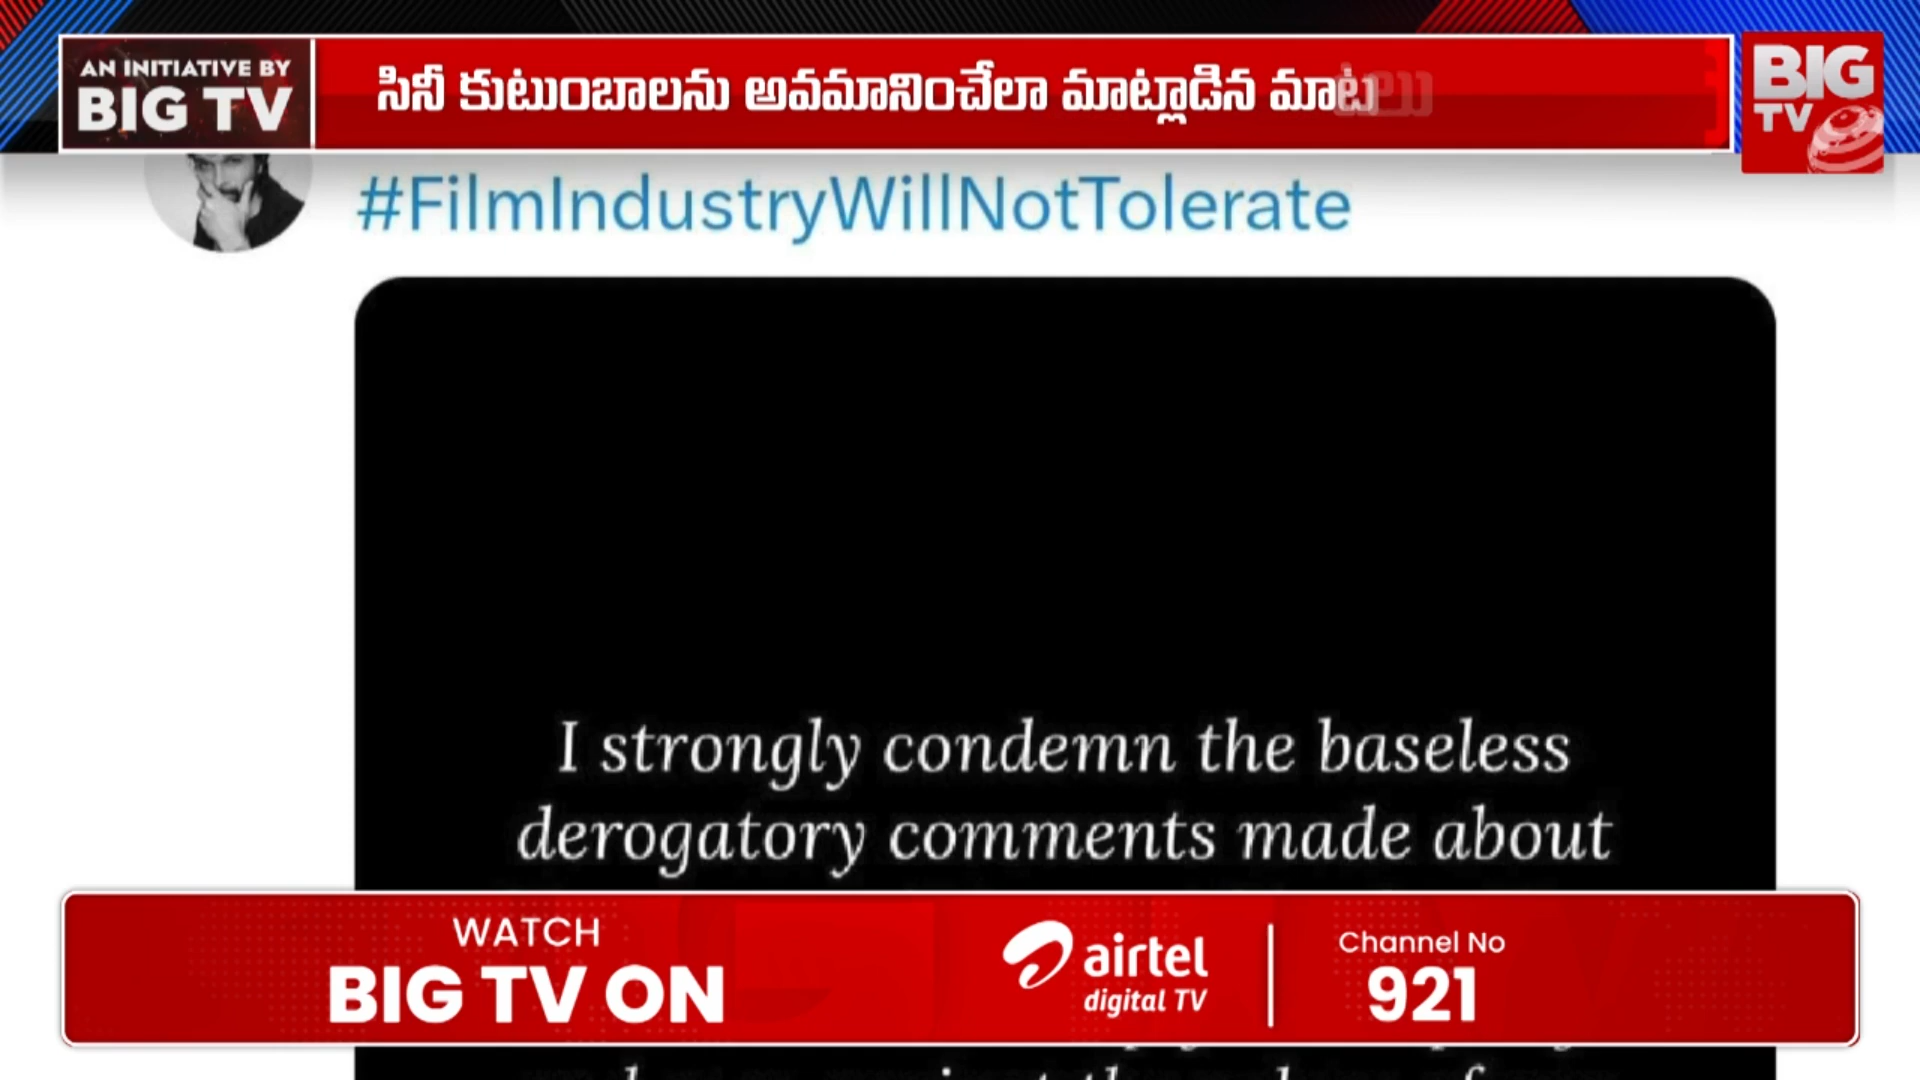 AN INITIATIVE BY
BIG TV
సినీ కుటుంబాలను అవమానించేలా మాట్లాడిన మాటలు
BIG
TV
#FilmIndustryWillNotTolerate
I strongly condemn the baseless
derogatory comments made about
WATCH
BIG TV ON
airtel
digital TV
Channel No
921